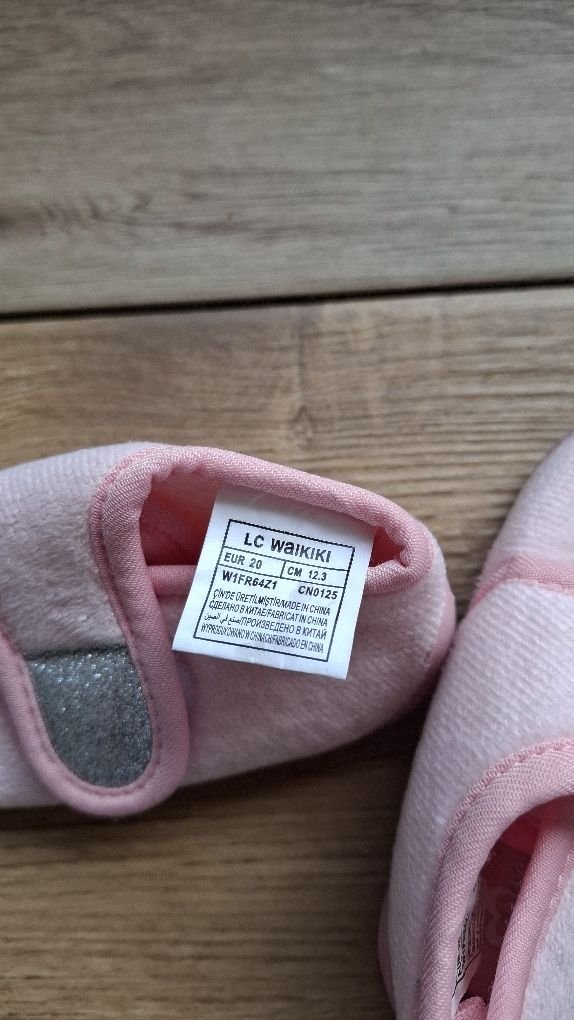 LC WAIKIKI
EUR 20 CM 12.3
W1FR64Z1 CN0125
ÇİN'DE ÜRETİLMİŞTİR/MADE IN CHINA
СДЕЛАНО В КИТАЕ/FABRICAT IN CHINA
صنع في الصين/ПРОИЗВЕДЕНО В КИТАЙ
WYPRODUKOWANO W CHINACH/FABRICADO EN CHINA